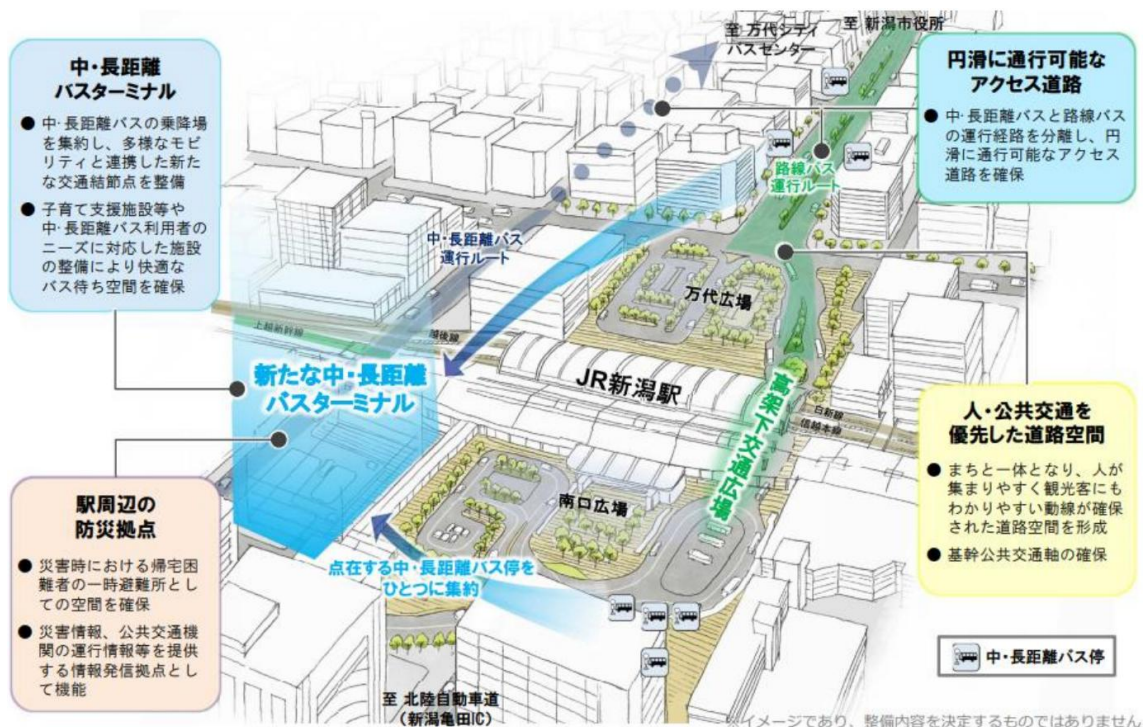 中・長距離
バスターミナル
● 中・長距離バスの乗降場
を集約し、多様なモビ
リティと連携した新た
な交通結節点を整備
● 子育て支援施設等や
中・長距離バス利用者の
ニーズに対応した施設
の整備により快適な
バス待ち空間を確保
駅周辺の
防災拠点
● 災害時における帰宅困
難者の一時避難所とし
ての空間を確保
● 災害情報、公共交通機
関の運行情報等を提供
する情報発信拠点とし
て機能
至 万代シティ
バスセンター
至 新潟市役所
路線バス
運行ルート
中・長距離バス
運行ルート
万代広場
上越新幹線
越後線
新たな中・長距離
バスターミナル
JR新潟駅
高架下交通広場
白新線
信越本線
南口広場
点在する中・長距離バス停を
ひとつに集約
至 北陸自動車道
（新潟亀田IC）
円滑に通行可能な
アクセス道路
● 中・長距離バスと路線バス
の運行経路を分離し、円
滑に通行可能なアクセス
道路を確保
人・公共交通を
優先した道路空間
● まちと一体となり、人が
集まりやすく観光客にも
わかりやすい動線が確保
された道路空間を形成
● 基幹公共交通軸の確保
中・長距離バス停
※イメージであり、整備内容を決定するものではありません